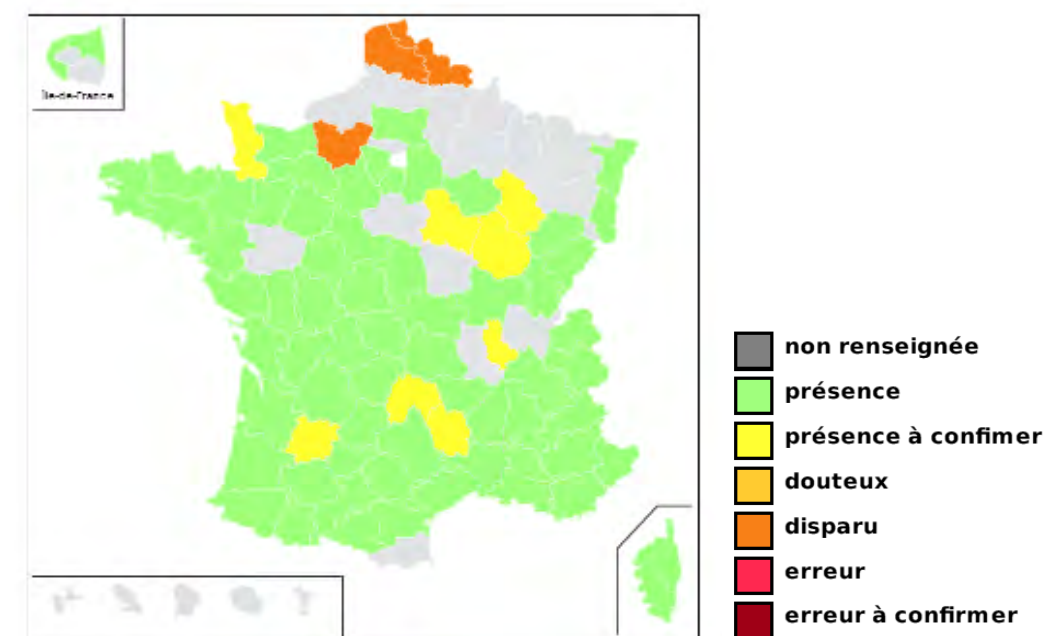 Île-de-France
non renseignée
présence
présence à confimer
douteux
disparu
erreur
erreur à confirmer